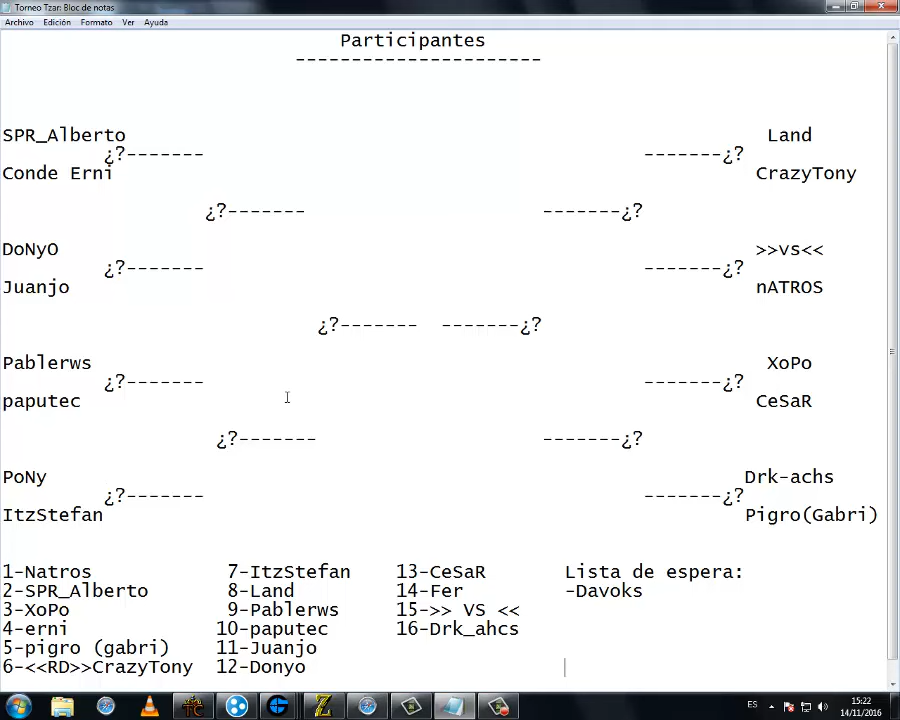 Torneo Tzar: Bloc de notas
Archivo Edición Formato Ver Ayuda
Participantes
----------------------
SPR_Alberto Land
¿?------- -------¿?
Conde Erni CrazyTony
¿?------- -------¿?
DoNyO >>vs<<
¿?------- -------¿?
Juanjo nATROS
¿?------- -------¿?
Pablerws XoPo
¿?------- -------¿?
paputec CeSaR
¿?------- -------¿?
PoNy Drk-achs
¿?------- -------¿?
ItzStefan Pigro(Gabri)
1-Natros 7-ItzStefan 13-CeSaR Lista de espera:
2-SPR_Alberto 8-Land 14-Fer -Davoks
3-XoPo 9-Pablerws 15->> VS <<
4-erni 10-paputec 16-Drk_ahcs
5-pigro (gabri) 11-Juanjo
6-<<RD>>CrazyTony 12-Donyo
ES 15:22
14/11/2016